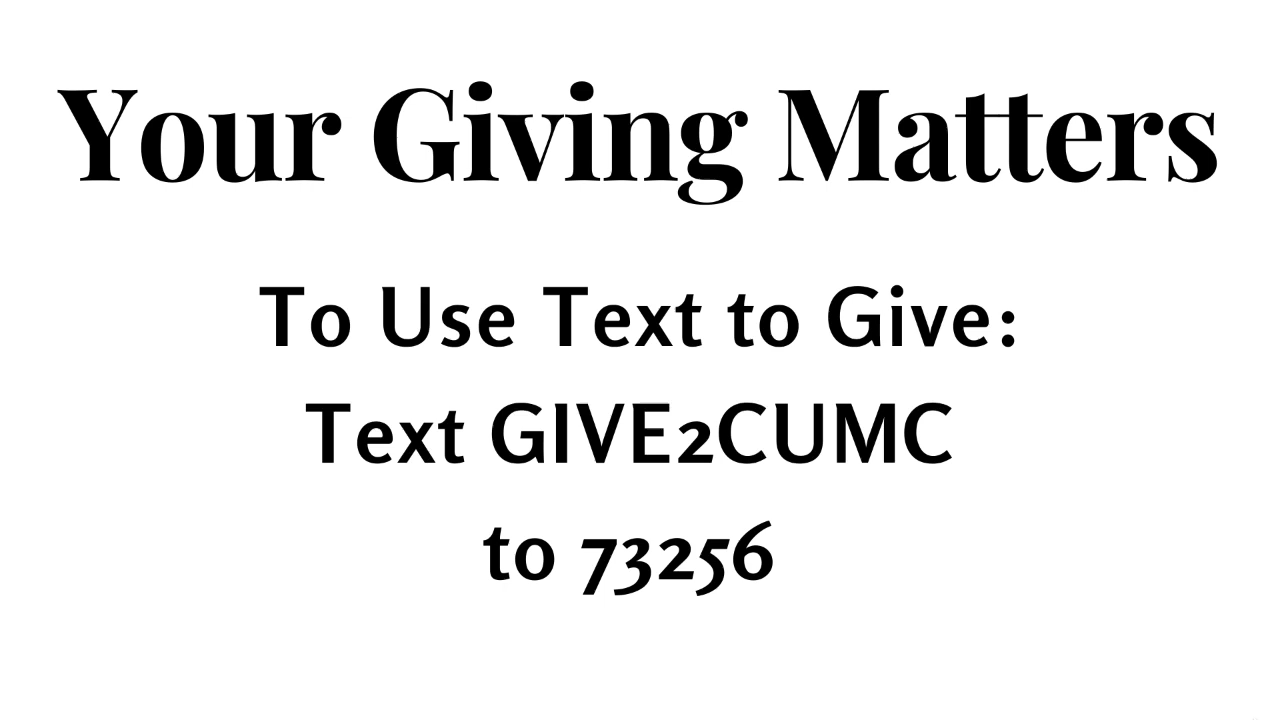 Your Giving Matters
To Use Text to Give:
Text GIVE2CUMC
to 73256